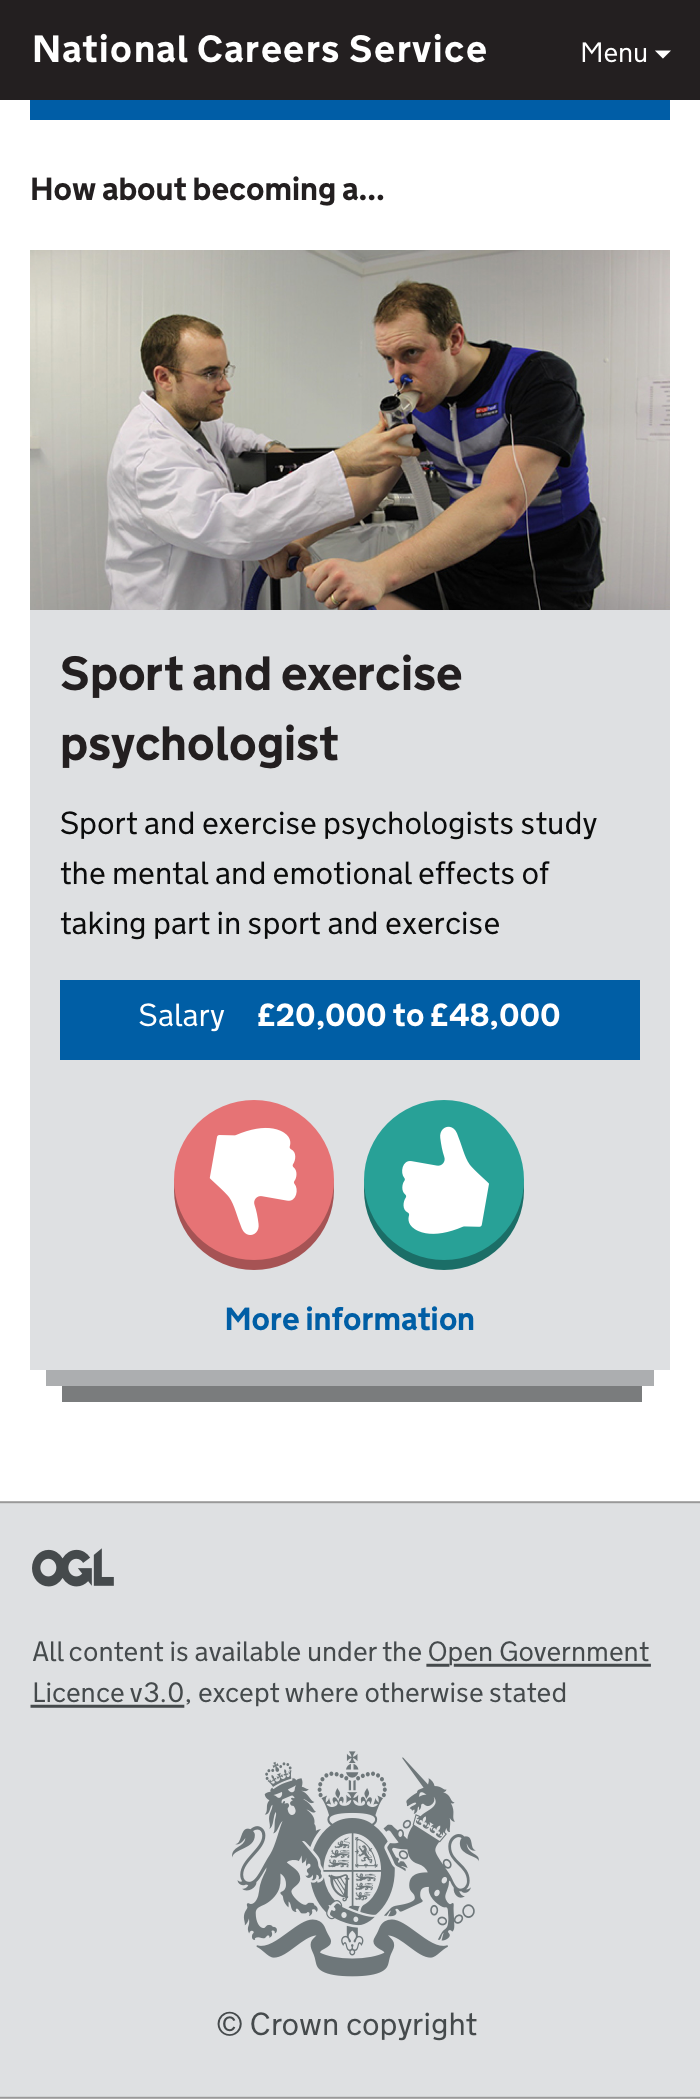 National Careers Service
Menu
How about becoming a...
Sport and exercise
psychologist
Sport and exercise psychologists study
the mental and emotional effects of
taking part in sport and exercise
Salary £20,000 to £48,000
More information
OGL
All content is available under the Open Government
Licence v3.0, except where otherwise stated
© Crown copyright